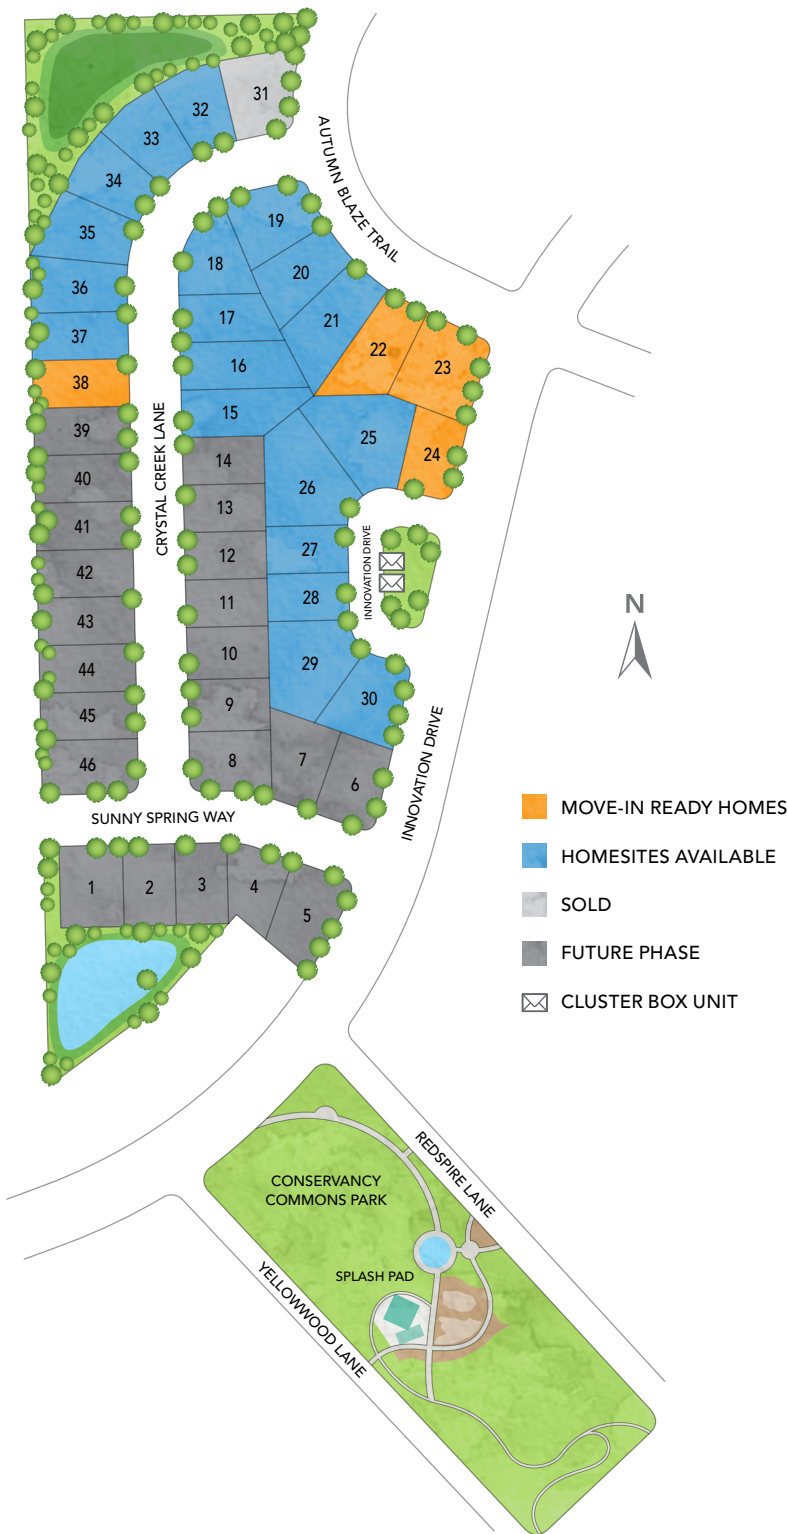 31
32
33
34
35
36
37
38
39
40
41
42
43
44
45
46
AUTUMN BLAZE TRAIL
19
18
20
17
21
16
22
23
15
25
24
14
26
13
27
12
28
11
10
29
9
30
8
7
6
CRYSTAL CREEK LANE
INNOVATION DRIVE
INNOVATION DRIVE
N
SUNNY SPRING WAY
1
2
3
4
5
MOVE-IN READY HOMES
HOMESITES AVAILABLE
SOLD
FUTURE PHASE
CLUSTER BOX UNIT
REDSPIRE LANE
CONSERVANCY
COMMONS PARK
SPLASH PAD
YELLOWWOOD LANE